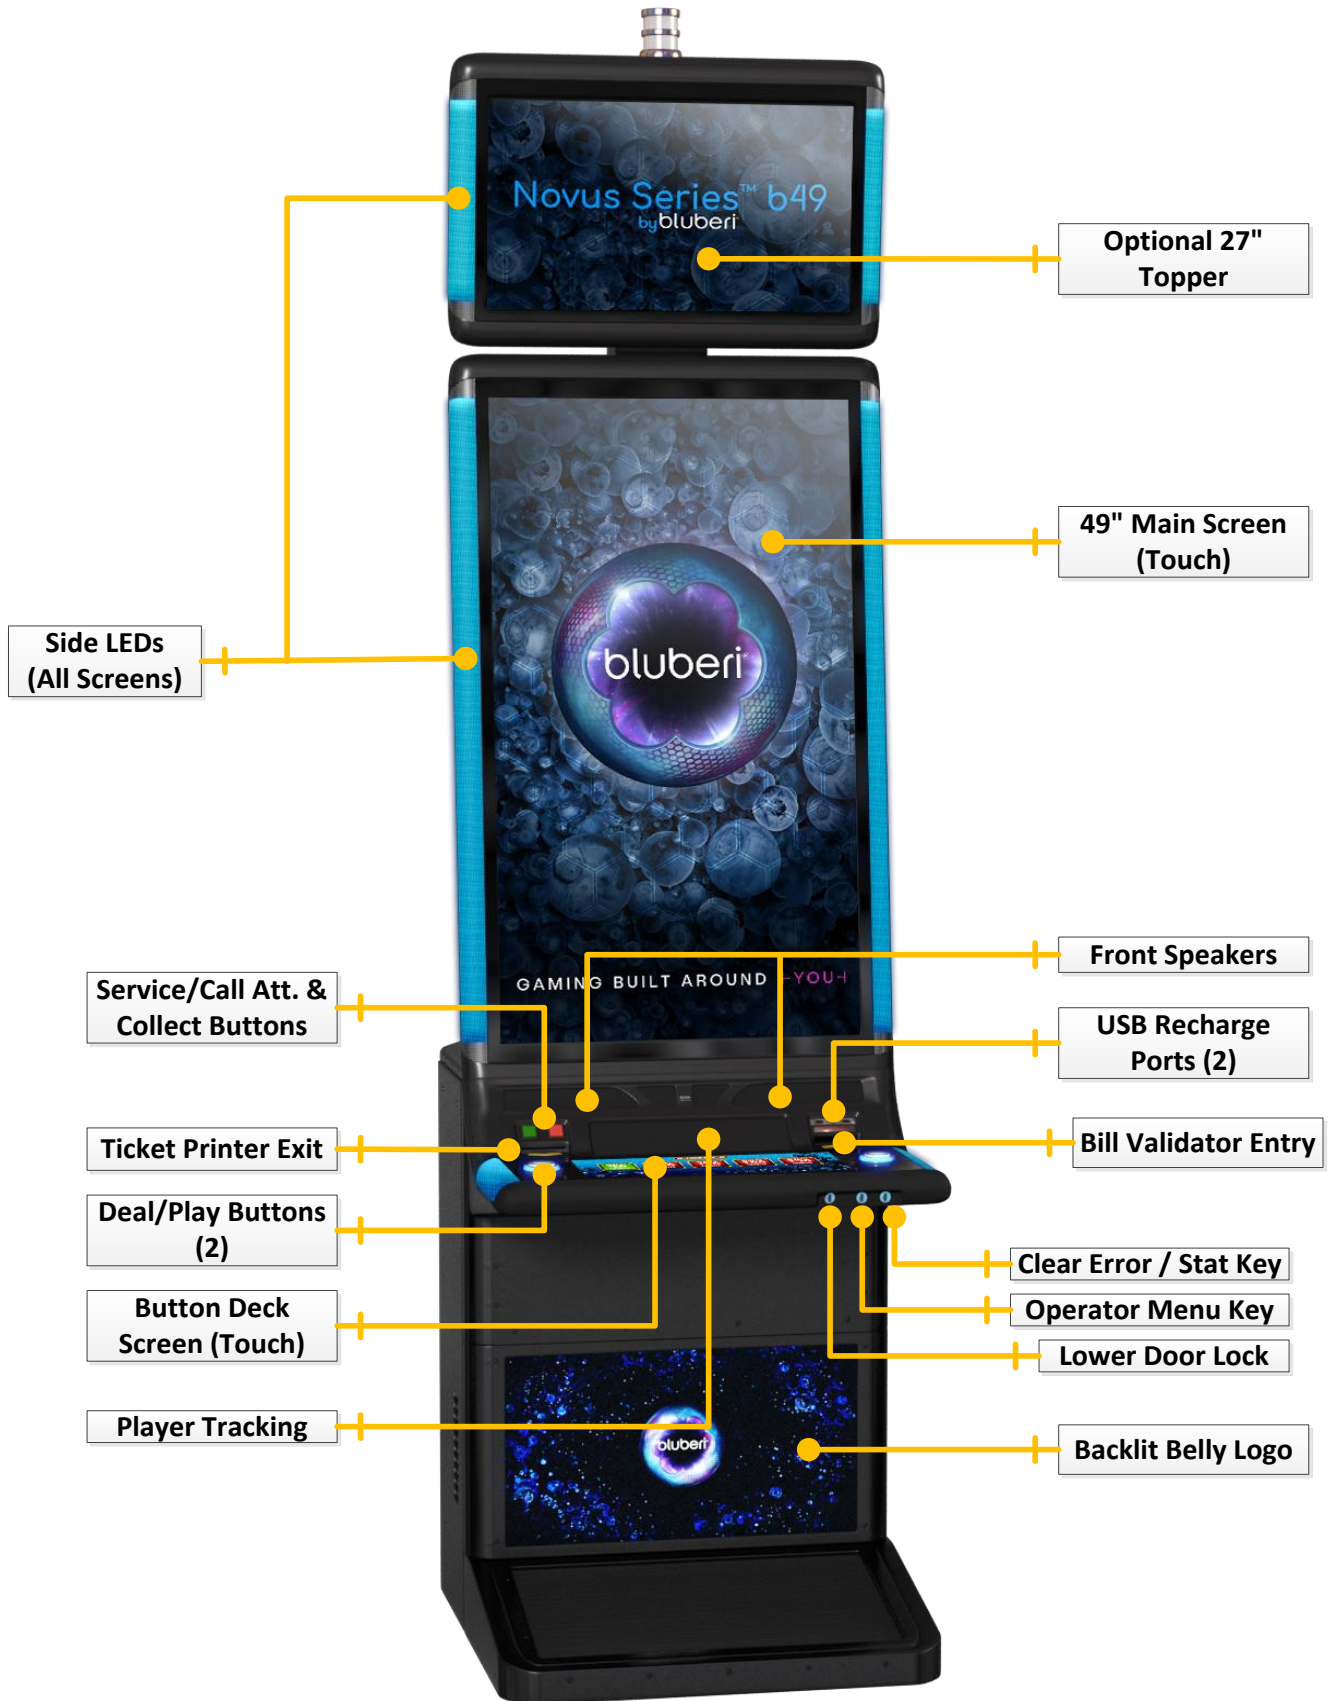 Novus Series™ b49
by bluberi
Optional 27"
Topper
49" Main Screen
(Touch)
Side LEDs
(All Screens)
bluberi
GAMING BUILT AROUND YOU
Front Speakers
Service/Call Att. &
Collect Buttons
USB Recharge
Ports (2)
Ticket Printer Exit
Bill Validator Entry
Deal/Play Buttons
(2)
Clear Error / Stat Key
Button Deck
Screen (Touch)
Operator Menu Key
Lower Door Lock
Player Tracking
bluberi
Backlit Belly Logo